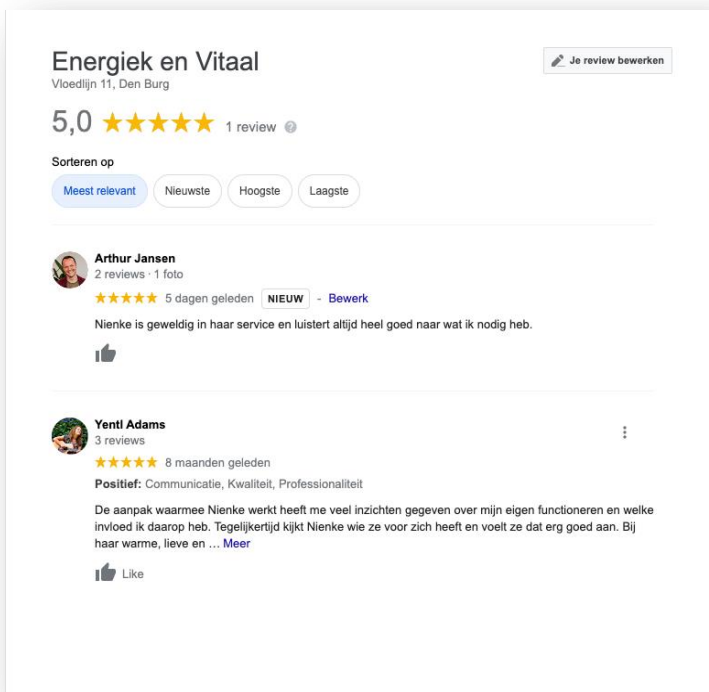 Energiek en Vitaal
Je review bewerken
Vloedlijn 11, Den Burg
5,0 1 review ?
Sorteren op
Meest relevant Nieuwste Hoogste Laagste
Arthur Jansen
2 reviews · 1 foto
5 dagen geleden NIEUW - Bewerk
Nienke is geweldig in haar service en luistert altijd heel goed naar wat ik nodig heb.
Yentl Adams
3 reviews
8 maanden geleden
Positief: Communicatie, Kwaliteit, Professionaliteit
De aanpak waarmee Nienke werkt heeft me veel inzichten gegeven over mijn eigen functioneren en welke
invloed ik daarop heb. Tegelijkertijd kijkt Nienke wie ze voor zich heeft en voelt ze dat erg goed aan. Bij
haar warme, lieve en … Meer
Like